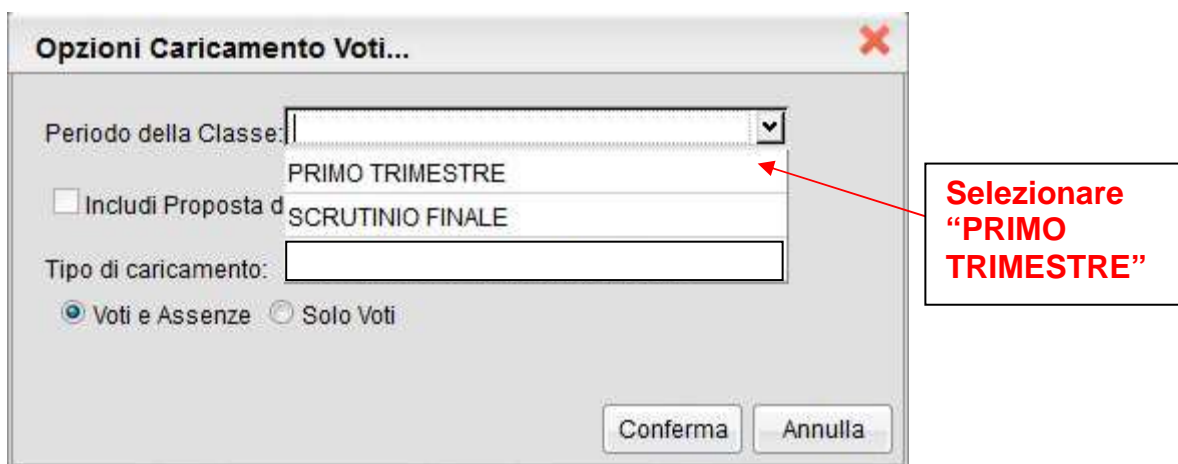 Opzioni Caricamento Voti...
Periodo della Classe:
PRIMO TRIMESTRE
Includi Proposta d
SCRUTINIO FINALE
Tipo di caricamento:
Voti e Assenze Solo Voti
Conferma Annulla
Selezionare
“PRIMO
TRIMESTRE”